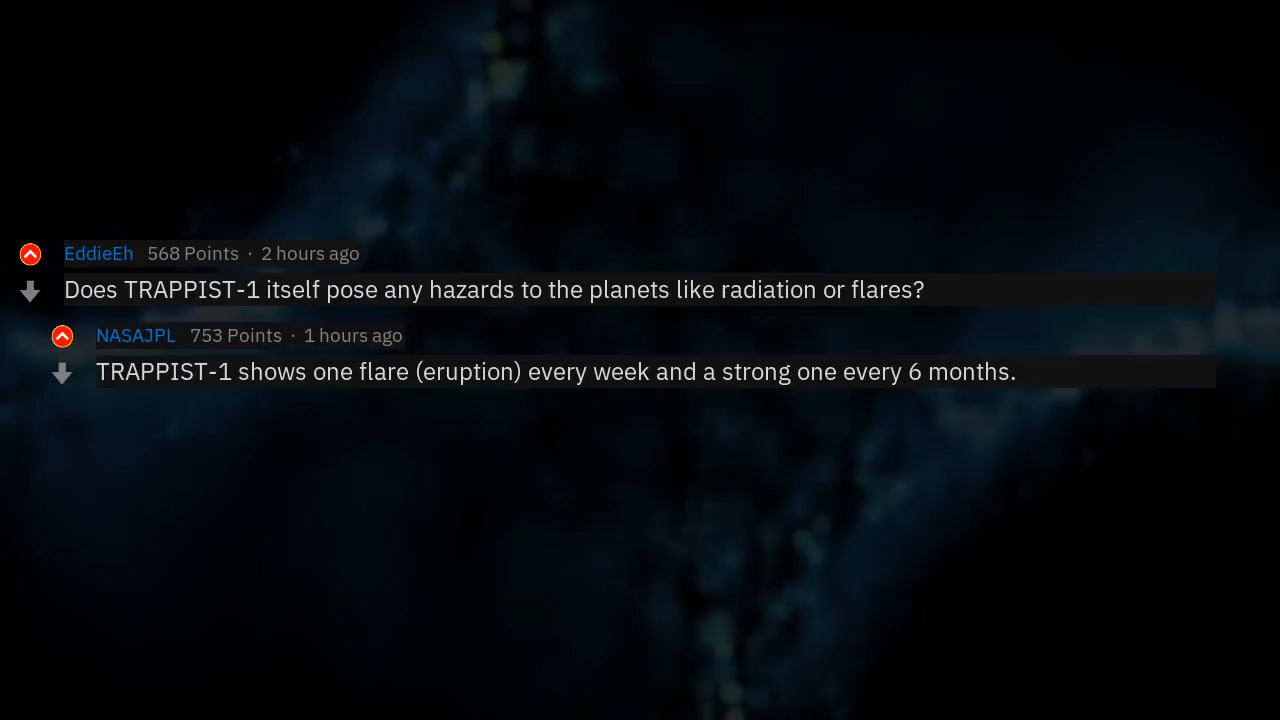 EddieEh 568 Points · 2 hours ago
Does TRAPPIST-1 itself pose any hazards to the planets like radiation or flares?
NASAJPL 753 Points · 1 hours ago
TRAPPIST-1 shows one flare (eruption) every week and a strong one every 6 months.